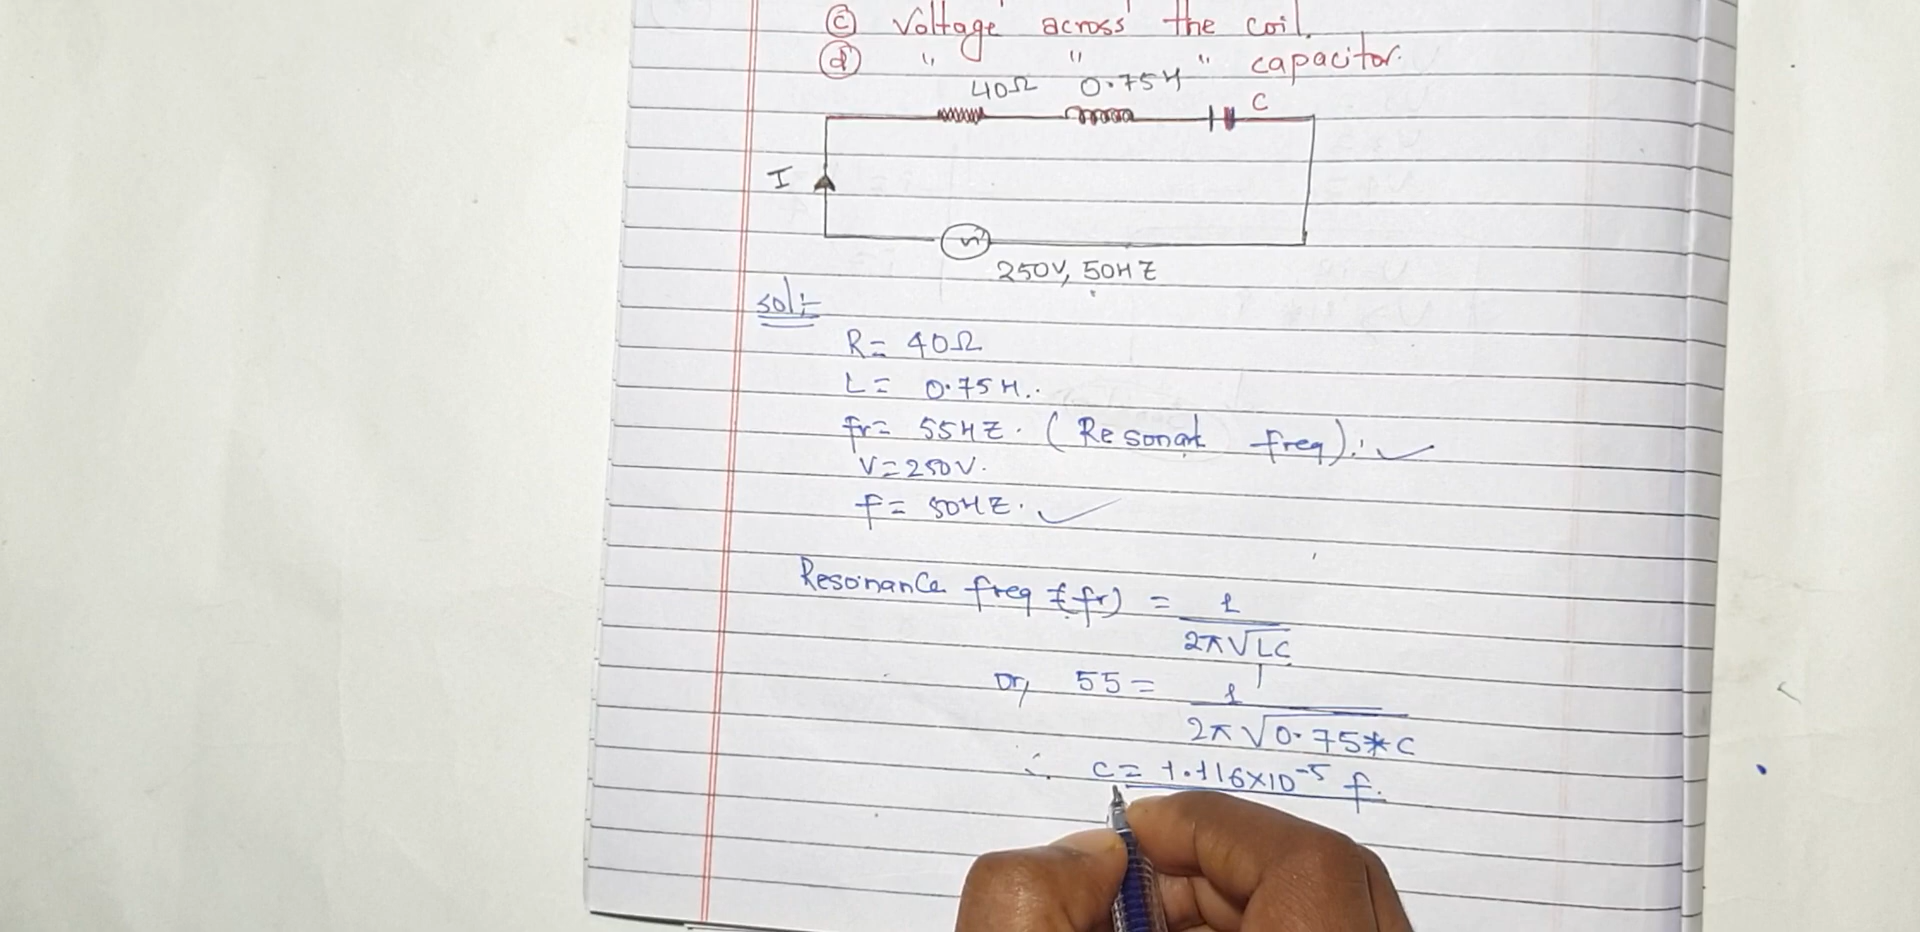 ⓒ Voltage across the coil.
ⓓ " " " capacitor.
40Ω 0.75H
C
I
250V, 50HZ
Sol:-
R= 40Ω
L= 0.75H.
fr= 55HZ. (Resonat freq). ✓
V=250V.
f= 50HZ. ✓
Resonance freq (fr) = 1 / 2π√LC
or, 55 = 1 / 2π√0.75*C
∴ C= 1.116×10⁻⁵ f.